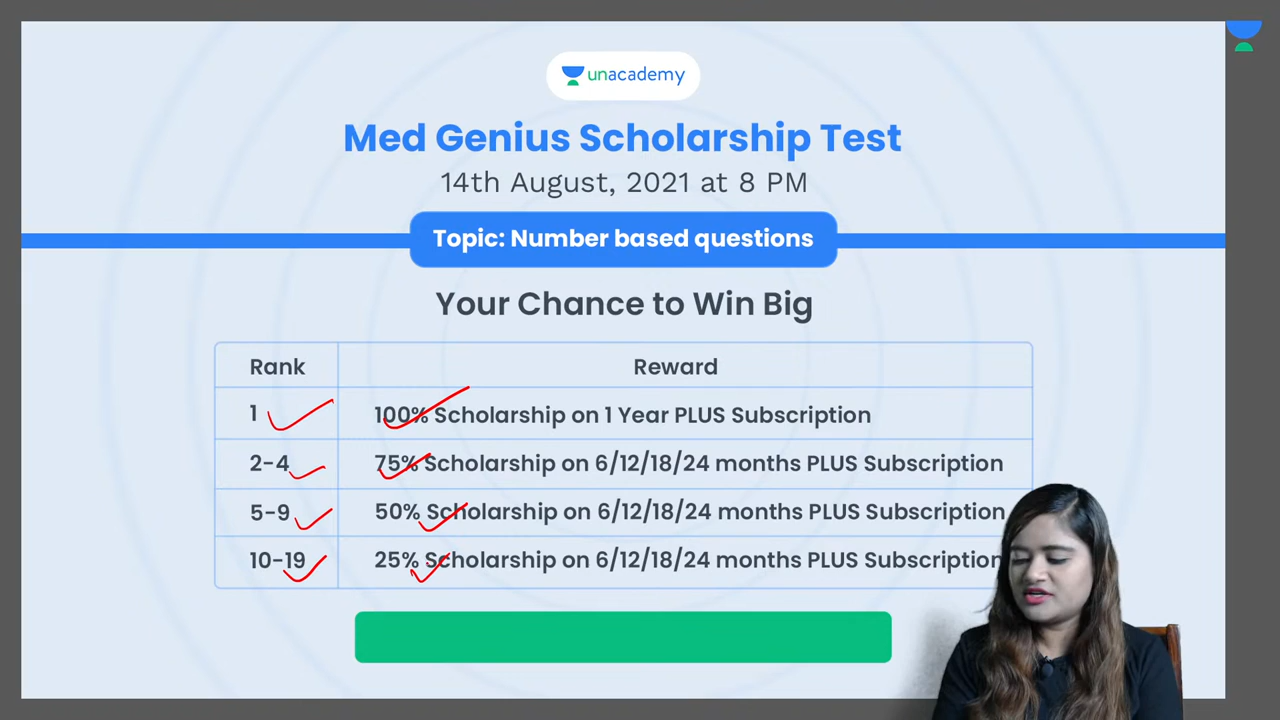 unacademy
Med Genius Scholarship Test
14th August, 2021 at 8 PM
Topic: Number based questions
Your Chance to Win Big
Rank Reward
1 100% Scholarship on 1 Year PLUS Subscription
2-4 75% Scholarship on 6/12/18/24 months PLUS Subscription
5-9 50% Scholarship on 6/12/18/24 months PLUS Subscription
10-19 25% Scholarship on 6/12/18/24 months PLUS Subscription